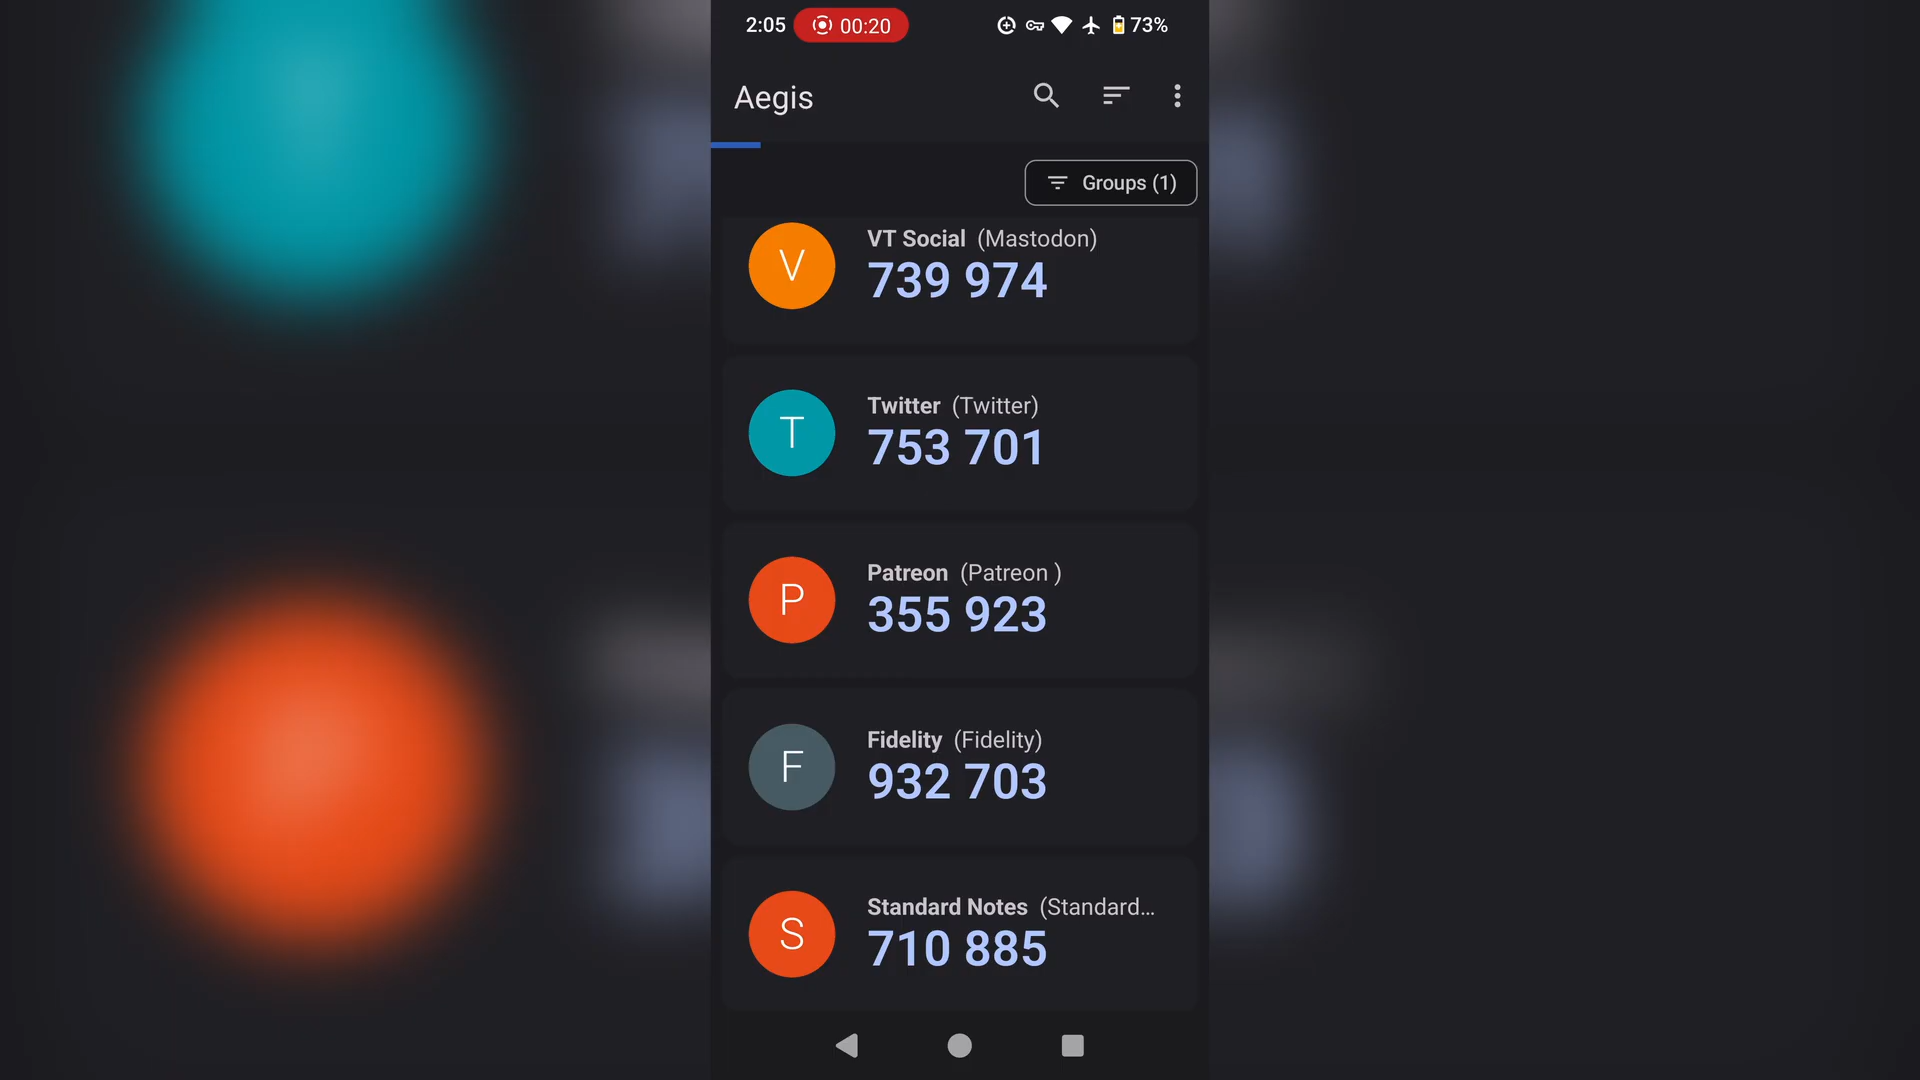 2:05 00:20 73%
Aegis
Groups (1)
V
VT Social (Mastodon)
739 974
T
Twitter (Twitter)
753 701
P
Patreon (Patreon )
355 923
F
Fidelity (Fidelity)
932 703
S
Standard Notes (Standard...
710 885